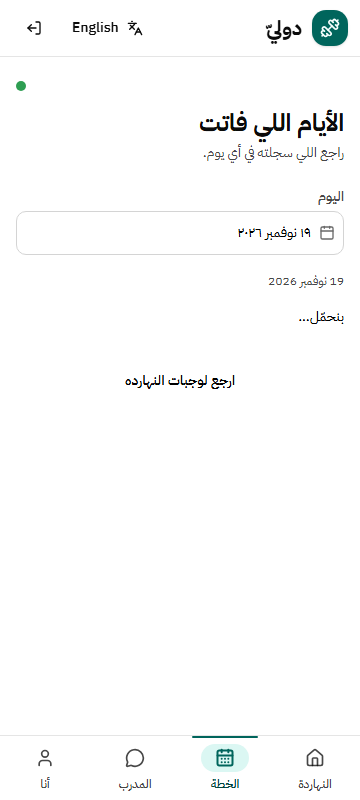 دوليّ
English
الأيام اللي فاتت
راجع اللي سجلته في أي يوم.
اليوم
١٩ نوفمبر ٢٠٢٦
19 نوفمبر 2026
بنحمّل...
ارجع لوجبات النهارده
النهاردة
الخطة
المدرب
أنا